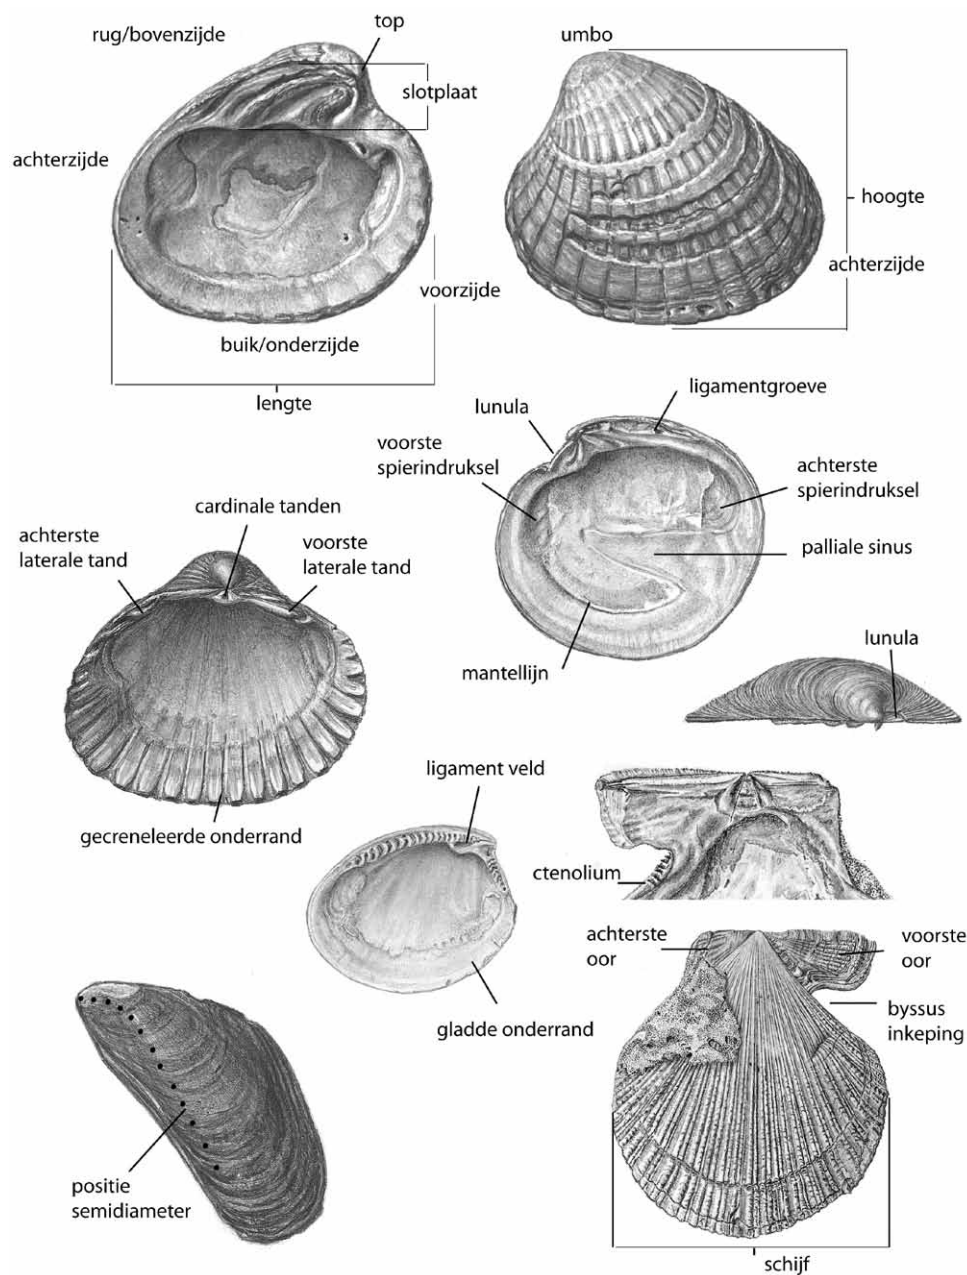 top
rug/bovenzijde
umbo
slotplaat
achterzijde
hoogte
achterzijde
voorzijde
buik/onderzijde
lengte
ligamentgroeve
lunula
voorste
spierindruksel
achterste
spierindruksel
cardinale tanden
achterste
laterale tand
voorste
laterale tand
palliale sinus
lunula
mantellijn
ligament veld
gecreneleerde onderrand
ctenolium
achterste
oor
voorste
oor
byssus
inkeping
gladde onderrand
positie
semidiameter
schijf